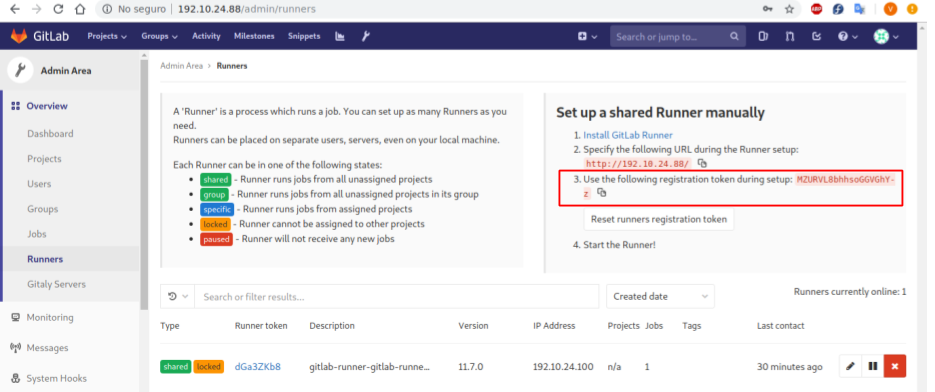 No seguro | 192.10.24.88/admin/runners
GitLab Projects Groups Activity Milestones Snippets Search or jump to...
Admin Area
Overview
Dashboard
Projects
Users
Groups
Jobs
Runners
Gitaly Servers
Monitoring
Messages
System Hooks
Admin Area > Runners
A 'Runner' is a process which runs a job. You can set up as many Runners as you
need.
Runners can be placed on separate users, servers, even on your local machine.
Each Runner can be in one of the following states:
• shared - Runner runs jobs from all unassigned projects
• group - Runner runs jobs from all unassigned projects in its group
• specific - Runner runs jobs from assigned projects
• locked - Runner cannot be assigned to other projects
• paused - Runner will not receive any new jobs
Set up a shared Runner manually
1. Install GitLab Runner
2. Specify the following URL during the Runner setup:
http://192.10.24.88/
3. Use the following registration token during setup: MZURVL8bhhsoGGVGhY-
z
Reset runners registration token
4. Start the Runner!
Search or filter results...
Created date
Runners currently online: 1
Type Runner token Description Version IP Address Projects Jobs Tags Last contact
shared locked dGa3ZKb8 gitlab-runner-gitlab-runne... 11.7.0 192.10.24.100 n/a 1 30 minutes ago